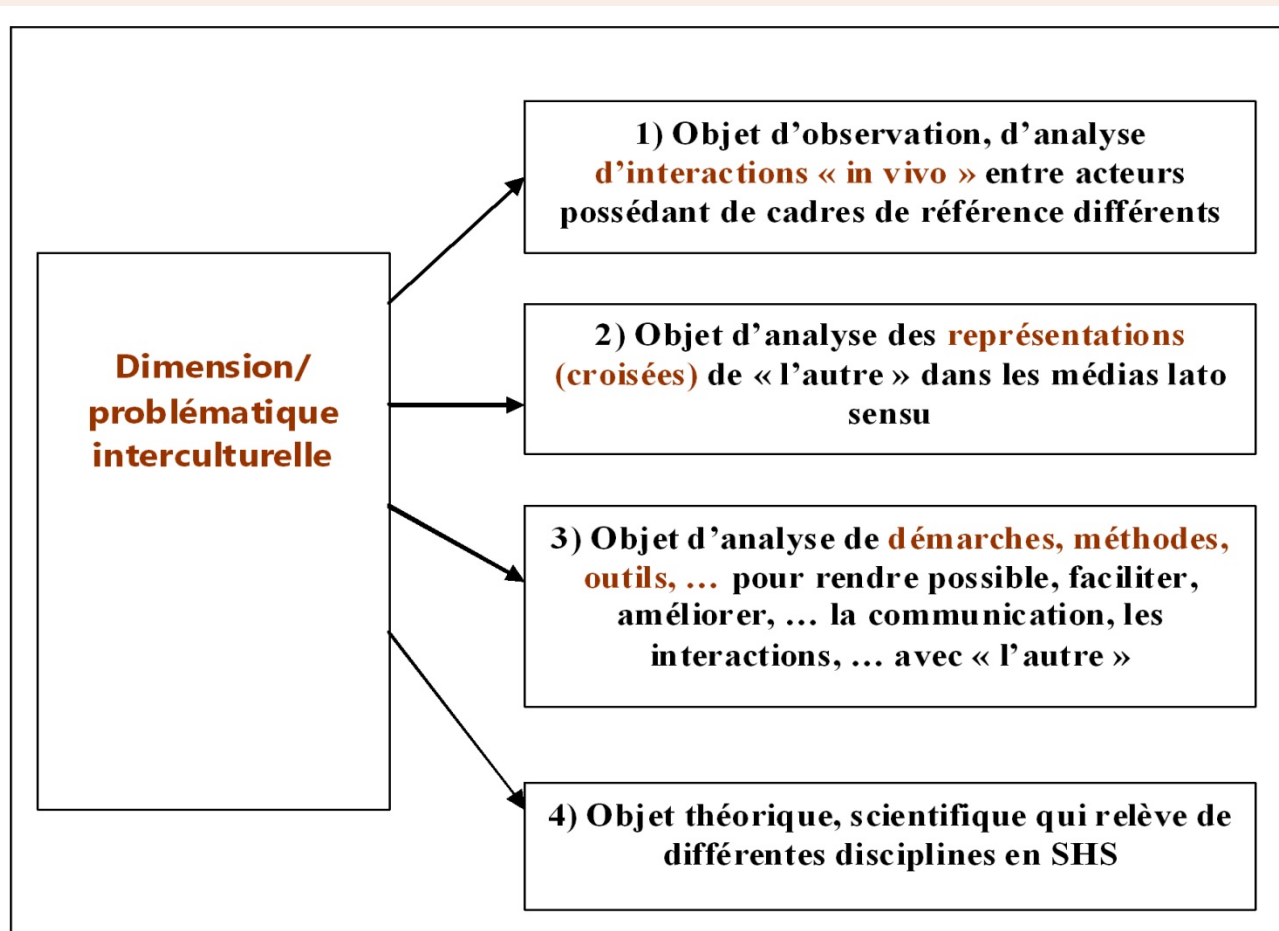 Dimension/
problématique
interculturelle
1) Objet d’observation, d’analyse
d’interactions « in vivo » entre acteurs
possédant de cadres de référence différents
2) Objet d’analyse des représentations
(croisées) de « l’autre » dans les médias lato
sensu
3) Objet d’analyse de démarches, méthodes,
outils, … pour rendre possible, faciliter,
améliorer, … la communication, les
interactions, … avec « l’autre »
4) Objet théorique, scientifique qui relève de
différentes disciplines en SHS